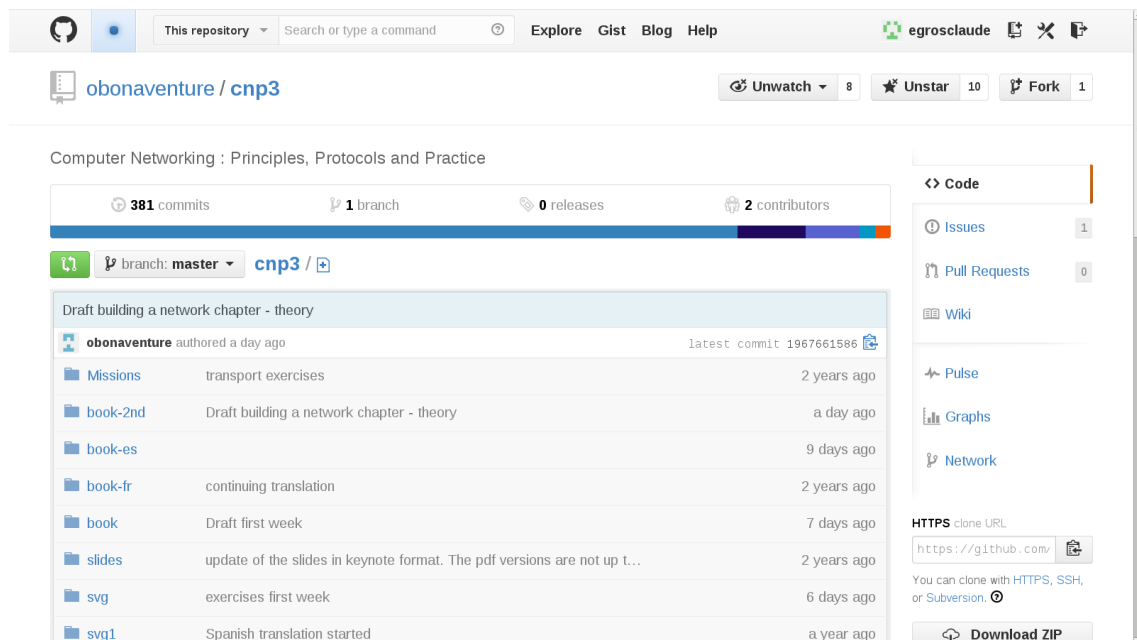 This repository Search or type a command Explore Gist Blog Help egrosclaude
obonaventure / cnp3 Unwatch 8 Unstar 10 Fork 1
Computer Networking : Principles, Protocols and Practice
381 commits 1 branch 0 releases 2 contributors
branch: master cnp3 /
Draft building a network chapter - theory
obonaventure authored a day ago latest commit 1967661586
Missions transport exercises 2 years ago
book-2nd Draft building a network chapter - theory a day ago
book-es 9 days ago
book-fr continuing translation 2 years ago
book Draft first week 7 days ago
slides update of the slides in keynote format. The pdf versions are not up t… 2 years ago
svg exercises first week 6 days ago
svg1 Spanish translation started a year ago
Code
Issues 1
Pull Requests 0
Wiki
Pulse
Graphs
Network
HTTPS clone URL
https://github.com/
You can clone with HTTPS, SSH,
or Subversion.
Download ZIP